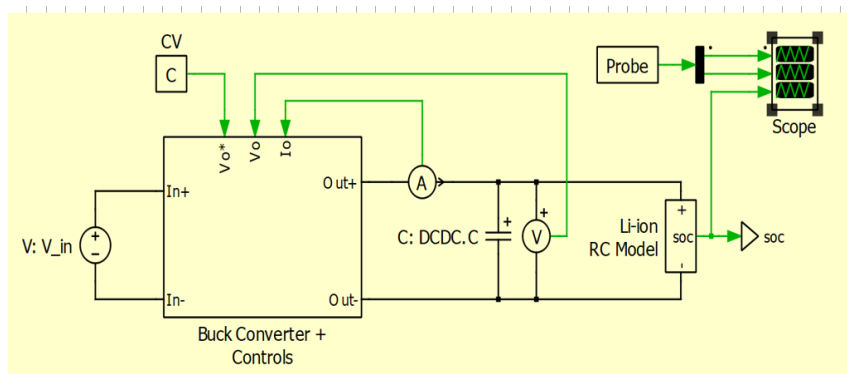 CV
C
Probe
Scope
Vo*
Vo
Io
In+
Out+
A
+
+
+
V: V_in
+
−
C: DCDC.C
V
Li-ion
RC Model
soc
soc
-
In-
Out-
Buck Converter +
Controls